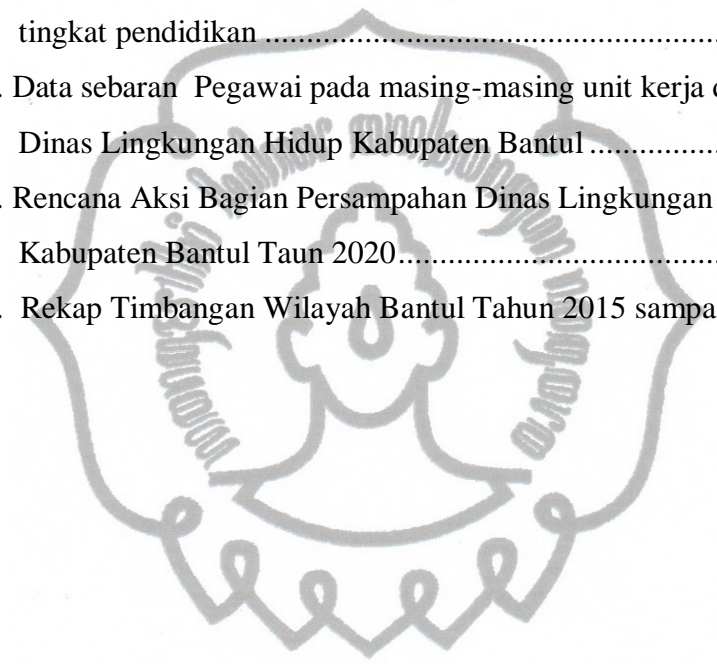 tingkat pendidikan ....................................................
. Data sebaran Pegawai pada masing-masing unit kerja
Dinas Lingkungan Hidup Kabupaten Bantul ................
. Rencana Aksi Bagian Persampahan Dinas Lingkungan
Kabupaten Bantul Taun 2020........................................
. Rekap Timbangan Wilayah Bantul Tahun 2015 sampa